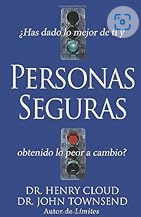 ¿Has dado lo mejor de ti y
PERSONAS
SEGURAS
obtenido lo peor a cambio?
DR. HENRY CLOUD
DR. JOHN TOWNSEND
Autor de Límites